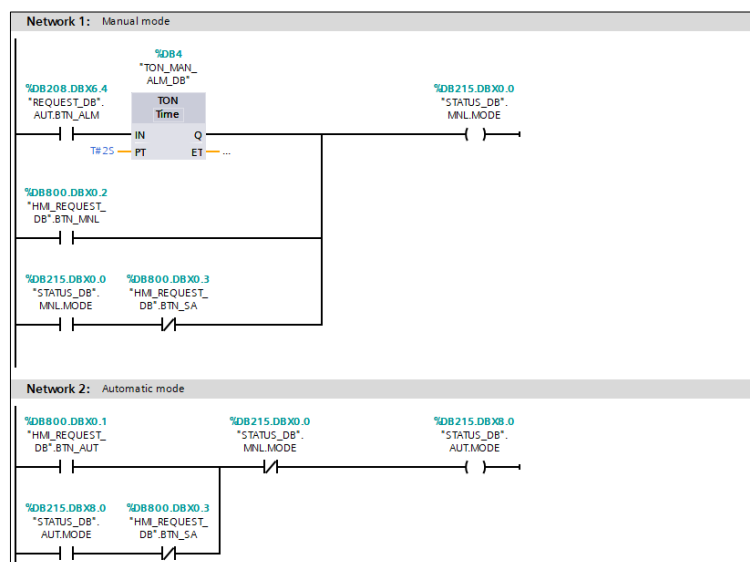 Network 1: Manual mode
%DB4
"TON_MAN_
ALM_DB"
%DB208.DBX6.4
"REQUEST_DB".
AUT.BTN_ALM
TON
Time
IN Q
T#2S PT ET ...
%DB215.DBX0.0
"STATUS_DB".
MNL.MODE
%DB800.DBX0.2
"HMI_REQUEST_
DB".BTN_MNL
%DB215.DBX0.0 %DB800.DBX0.3
"STATUS_DB". "HMI_REQUEST_
MNL.MODE DB".BTN_SA
Network 2: Automatic mode
%DB800.DBX0.1 %DB215.DBX0.0 %DB215.DBX8.0
"HMI_REQUEST_ "STATUS_DB". "STATUS_DB".
DB".BTN_AUT MNL.MODE AUT.MODE
%DB215.DBX8.0 %DB800.DBX0.3
"STATUS_DB". "HMI_REQUEST_
AUT.MODE DB".BTN_SA